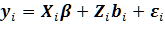 𝒚ᵢ = 𝑿ᵢ𝜷 + 𝒁ᵢ𝒃ᵢ + 𝜺ᵢ